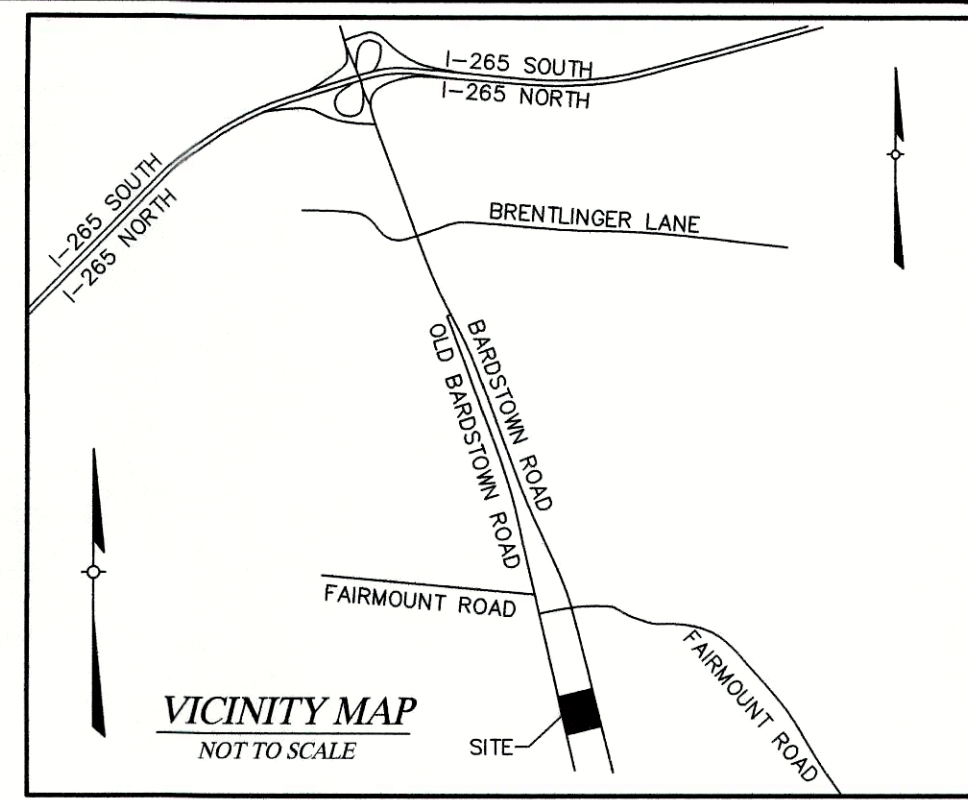 I-265 SOUTH
I-265 NORTH
I-265 SOUTH
I-265 NORTH
BRENTLINGER LANE
BARDSTOWN ROAD
OLD BARDSTOWN ROAD
FAIRMOUNT ROAD
FAIRMOUNT ROAD
VICINITY MAP
NOT TO SCALE
SITE